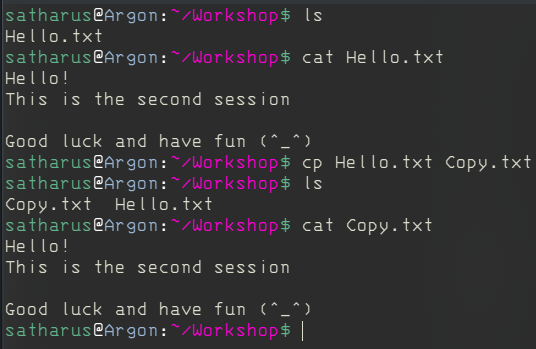 satharus@Argon:~/Workshop$ ls
Hello.txt
satharus@Argon:~/Workshop$ cat Hello.txt
Hello!
This is the second session

Good luck and have fun (^_^)
satharus@Argon:~/Workshop$ cp Hello.txt Copy.txt
satharus@Argon:~/Workshop$ ls
Copy.txt  Hello.txt
satharus@Argon:~/Workshop$ cat Copy.txt
Hello!
This is the second session

Good luck and have fun (^_^)
satharus@Argon:~/Workshop$